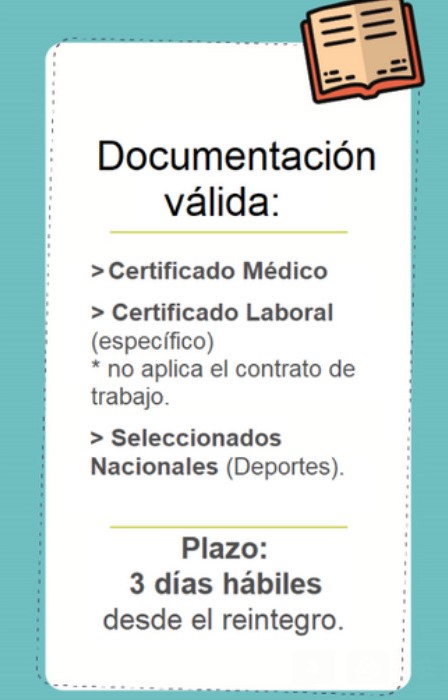 Documentación
válida:
> Certificado Médico
> Certificado Laboral
(específico)
* no aplica el contrato de
trabajo.
> Seleccionados
Nacionales (Deportes).
Plazo:
3 días hábiles
desde el reintegro.